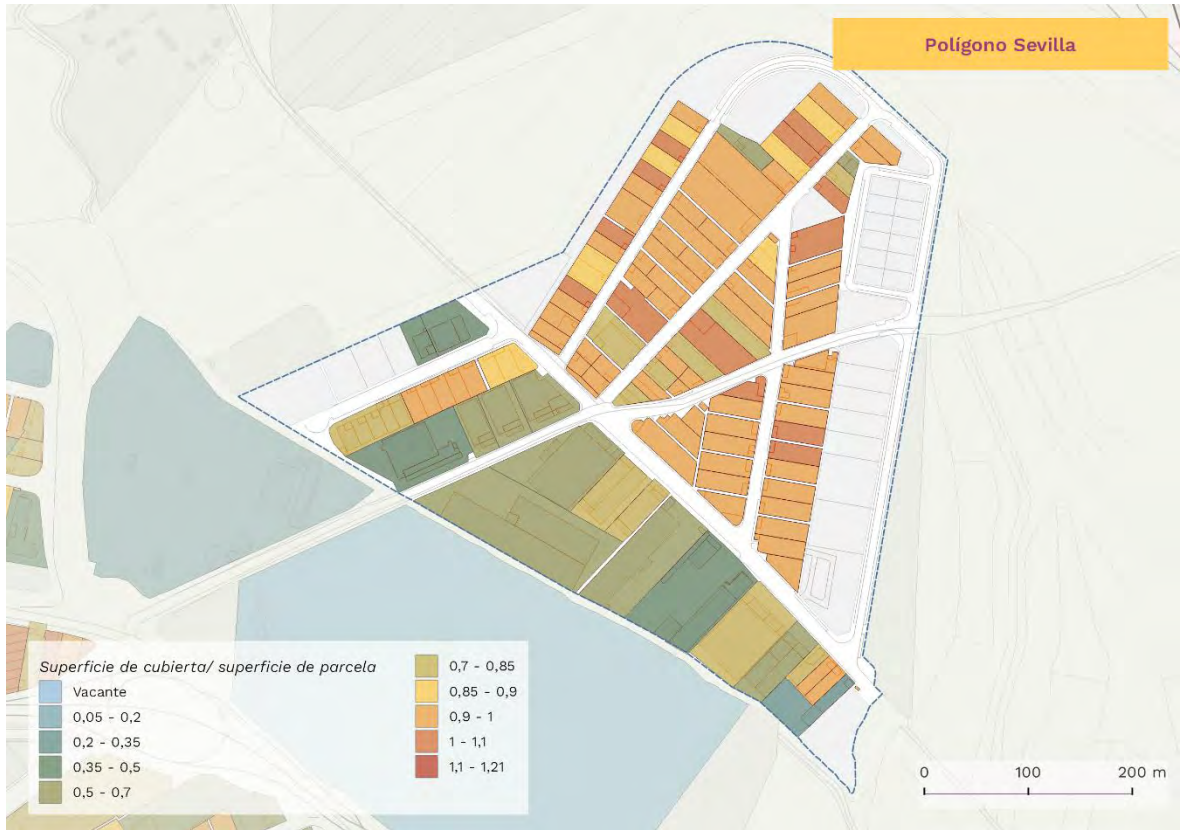 Polígono Sevilla
Superficie de cubierta/ superficie de parcela
Vacante
0,05 - 0,2
0,2 - 0,35
0,35 - 0,5
0,5 - 0,7
0,7 - 0,85
0,85 - 0,9
0,9 - 1
1 - 1,1
1,1 - 1,21
0 100 200 m